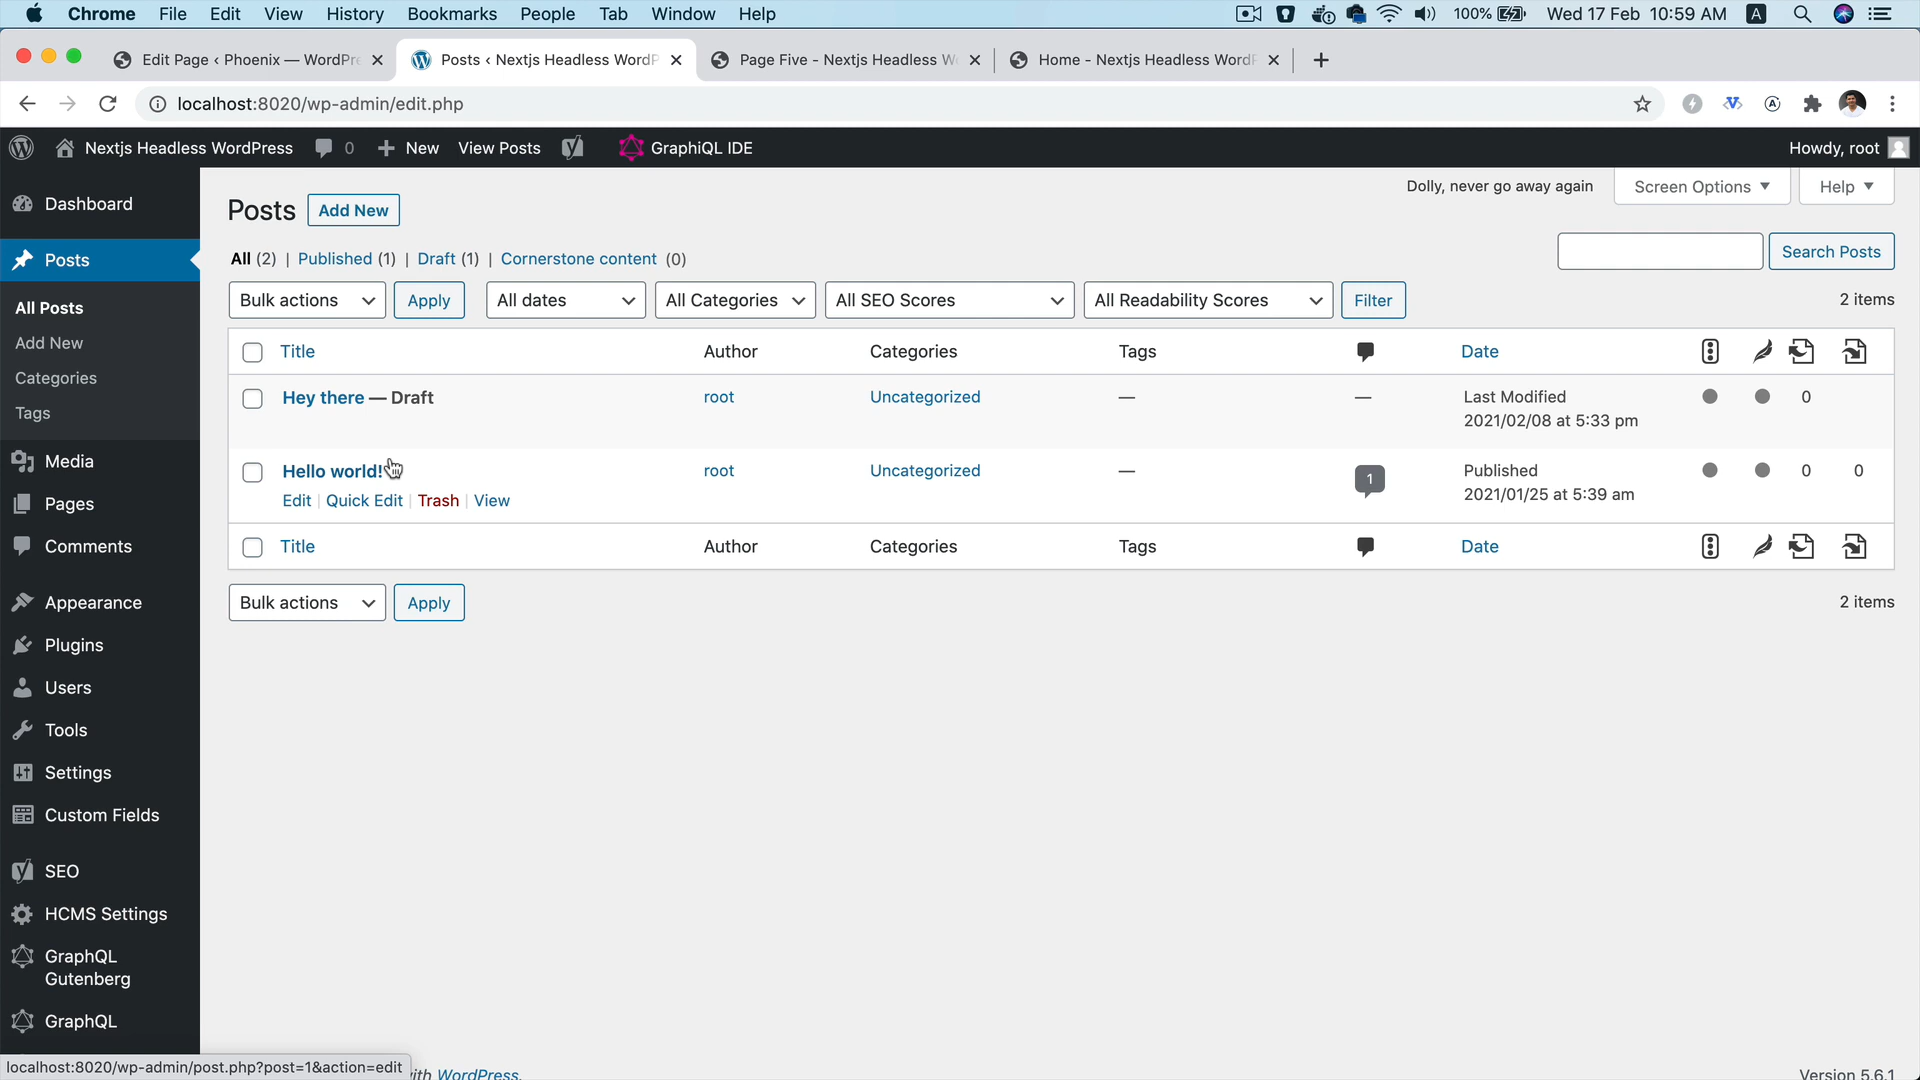 Chrome File Edit View History Bookmarks People Tab Window Help 100% Wed 17 Feb 10:59 AM A
Edit Page ‹ Phoenix — WordPre Posts ‹ Nextjs Headless WordP Page Five - Nextjs Headless W Home - Nextjs Headless WordP
localhost:8020/wp-admin/edit.php
Nextjs Headless WordPress 0 New View Posts GraphiQL IDE Howdy, root
Dolly, never go away again Screen Options Help
Dashboard
Posts
All Posts
Add New
Categories
Tags
Media
Pages
Comments
Appearance
Plugins
Users
Tools
Settings
Custom Fields
SEO
HCMS Settings
GraphQL
Gutenberg
GraphQL
Posts Add New
All (2) | Published (1) | Draft (1) | Cornerstone content (0)
Search Posts
Bulk actions Apply All dates All Categories All SEO Scores All Readability Scores Filter 2 items
Title Author Categories Tags Date
Hey there — Draft root Uncategorized — — Last Modified 0
2021/02/08 at 5:33 pm
Hello world! root Uncategorized — 1 Published 0 0
2021/01/25 at 5:39 am
Edit | Quick Edit | Trash | View
Title Author Categories Tags Date
Bulk actions Apply 2 items
localhost:8020/wp-admin/post.php?post=1&action=edit
with WordPress. Version 5.6.1